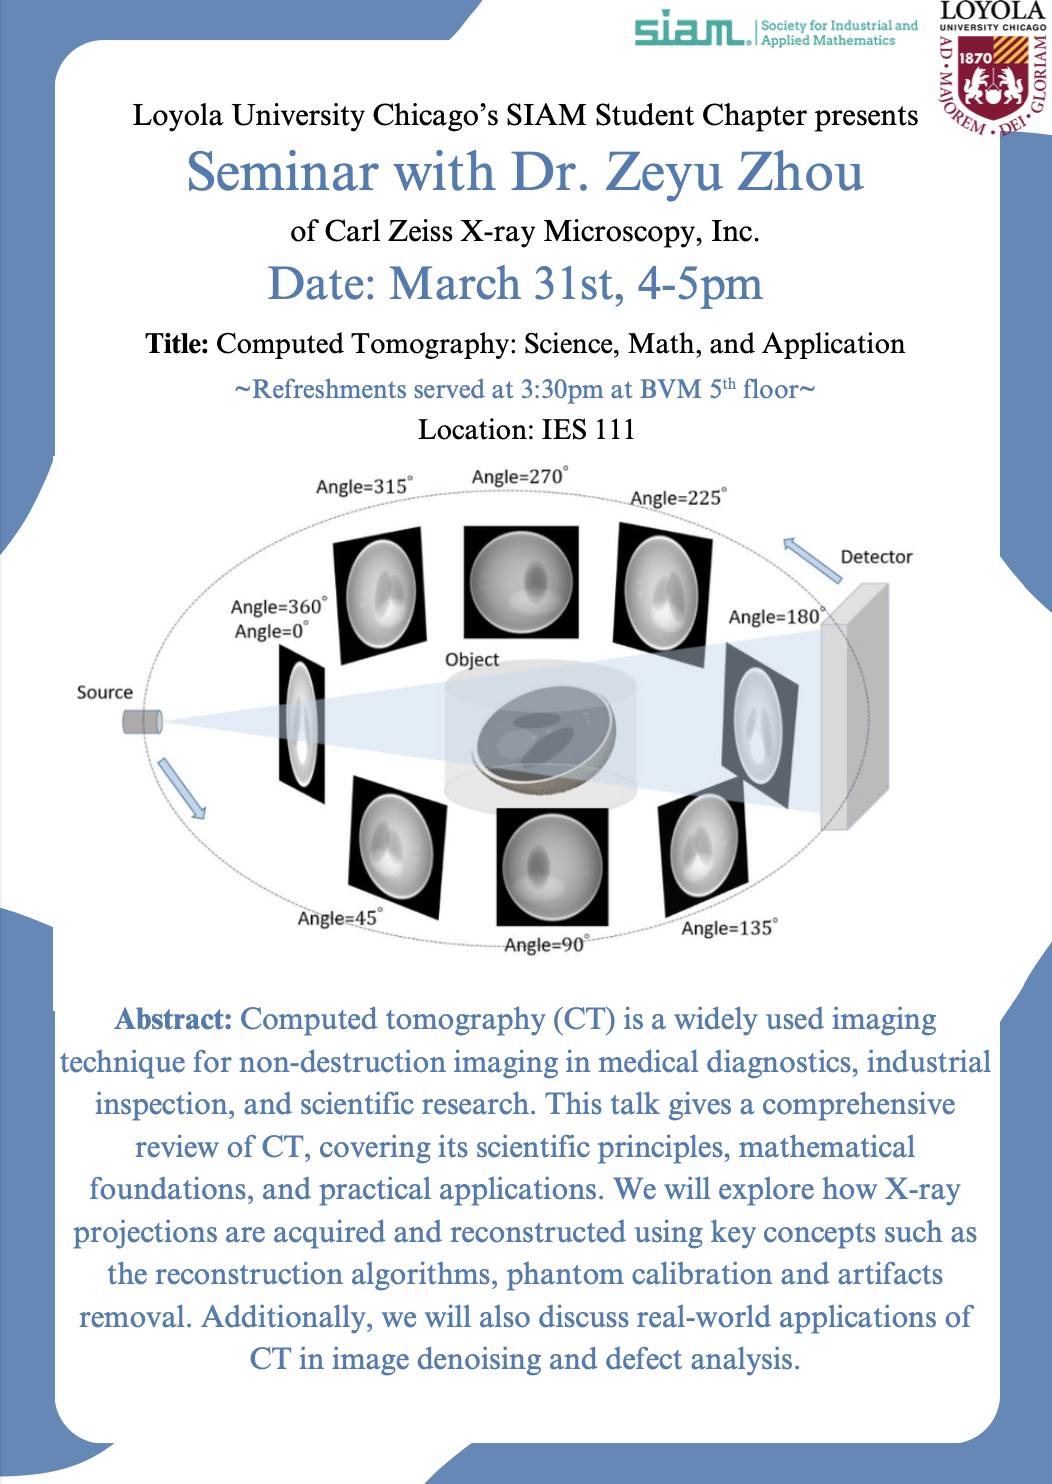 siam. Society for Industrial and
Applied Mathematics
LOYOLA
UNIVERSITY CHICAGO
1870
AD • MAJOREM • DEI • GLORIAM
Loyola University Chicago’s SIAM Student Chapter presents
Seminar with Dr. Zeyu Zhou
of Carl Zeiss X-ray Microscopy, Inc.
Date: March 31st, 4-5pm
Title: Computed Tomography: Science, Math, and Application
~Refreshments served at 3:30pm at BVM 5th floor~
Location: IES 111
Angle=315°
Angle=270°
Angle=225°
Detector
Angle=360°
Angle=0°
Angle=180°
Object
Source
Angle=45°
Angle=90°
Angle=135°
Abstract: Computed tomography (CT) is a widely used imaging
technique for non-destruction imaging in medical diagnostics, industrial
inspection, and scientific research. This talk gives a comprehensive
review of CT, covering its scientific principles, mathematical
foundations, and practical applications. We will explore how X-ray
projections are acquired and reconstructed using key concepts such as
the reconstruction algorithms, phantom calibration and artifacts
removal. Additionally, we will also discuss real-world applications of
CT in image denoising and defect analysis.